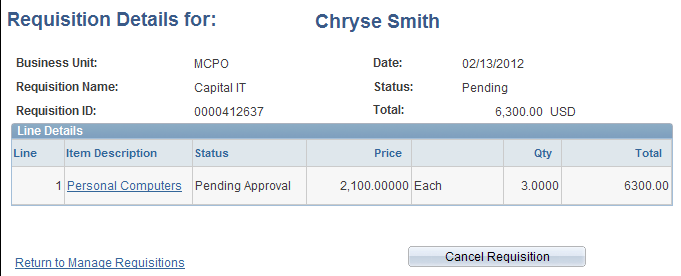 Requisition Details for: Chryse Smith
Business Unit: MCPO Date: 02/13/2012
Requisition Name: Capital IT Status: Pending
Requisition ID: 0000412637 Total: 6,300.00 USD
Line Details
Line Item Description Status Price Qty Total
1 Personal Computers Pending Approval 2,100.00000 Each 3.0000 6300.00
Return to Manage Requisitions Cancel Requisition